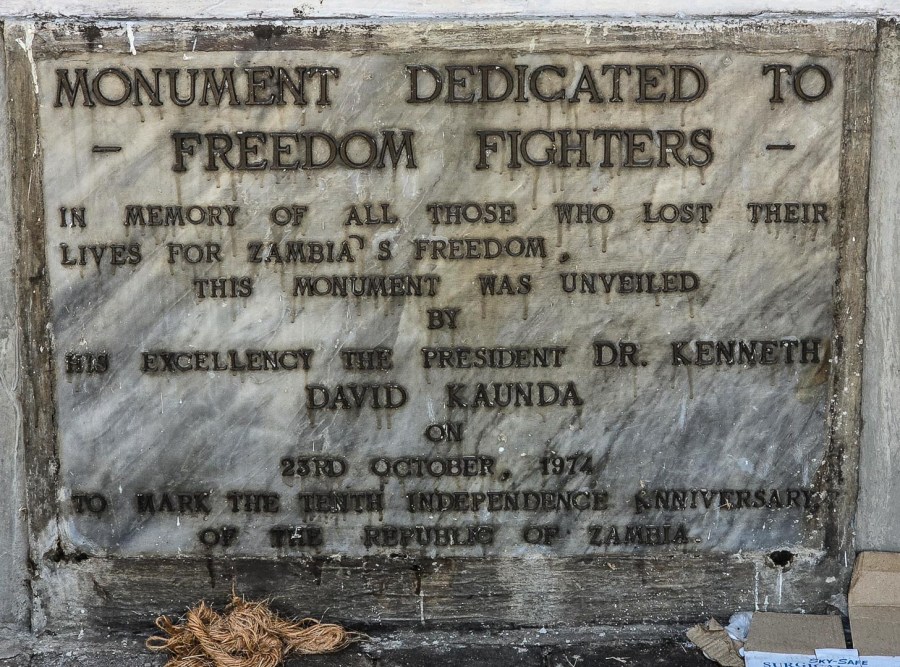 MONUMENT DEDICATED TO
- FREEDOM FIGHTERS -
IN MEMORY OF ALL THOSE WHO LOST THEIR
LIVES FOR ZAMBIA'S FREEDOM.
THIS MONUMENT WAS UNVEILED
BY
HIS EXCELLENCY THE PRESIDENT DR. KENNETH
DAVID KAUNDA
ON
23RD OCTOBER, 1974
TO MARK THE TENTH INDEPENDENCE ANNIVERSARY
OF THE REPUBLIC OF ZAMBIA.
SKY-SAFE